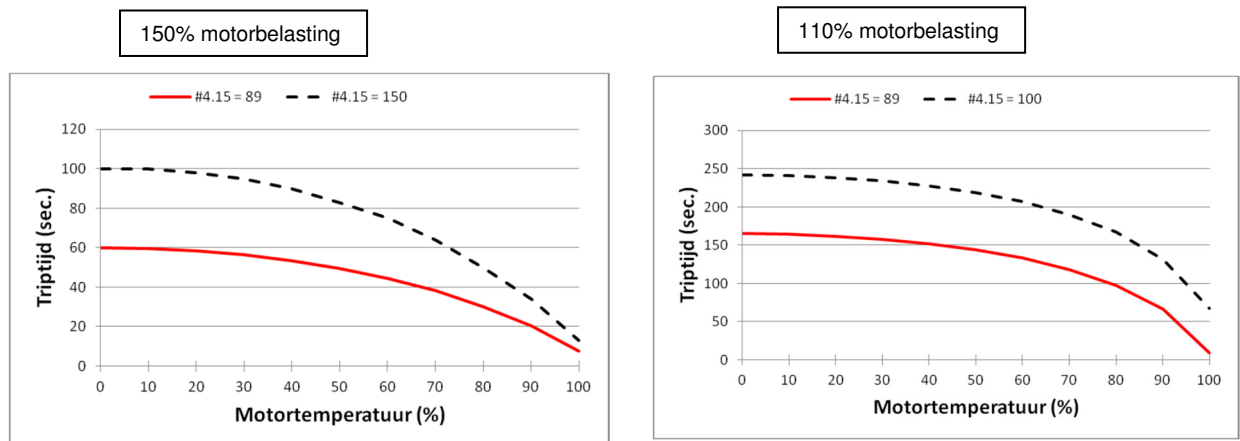 150% motorbelasting
110% motorbelasting
#4.15 = 89 #4.15 = 150
120
100
80
60
40
20
0
0 10 20 30 40 50 60 70 80 90 100
Triptijd (sec.)
Motortemperatuur (%)
#4.15 = 89 #4.15 = 100
300
250
200
150
100
50
0
0 10 20 30 40 50 60 70 80 90 100
Triptijd (sec.)
Motortemperatuur (%)